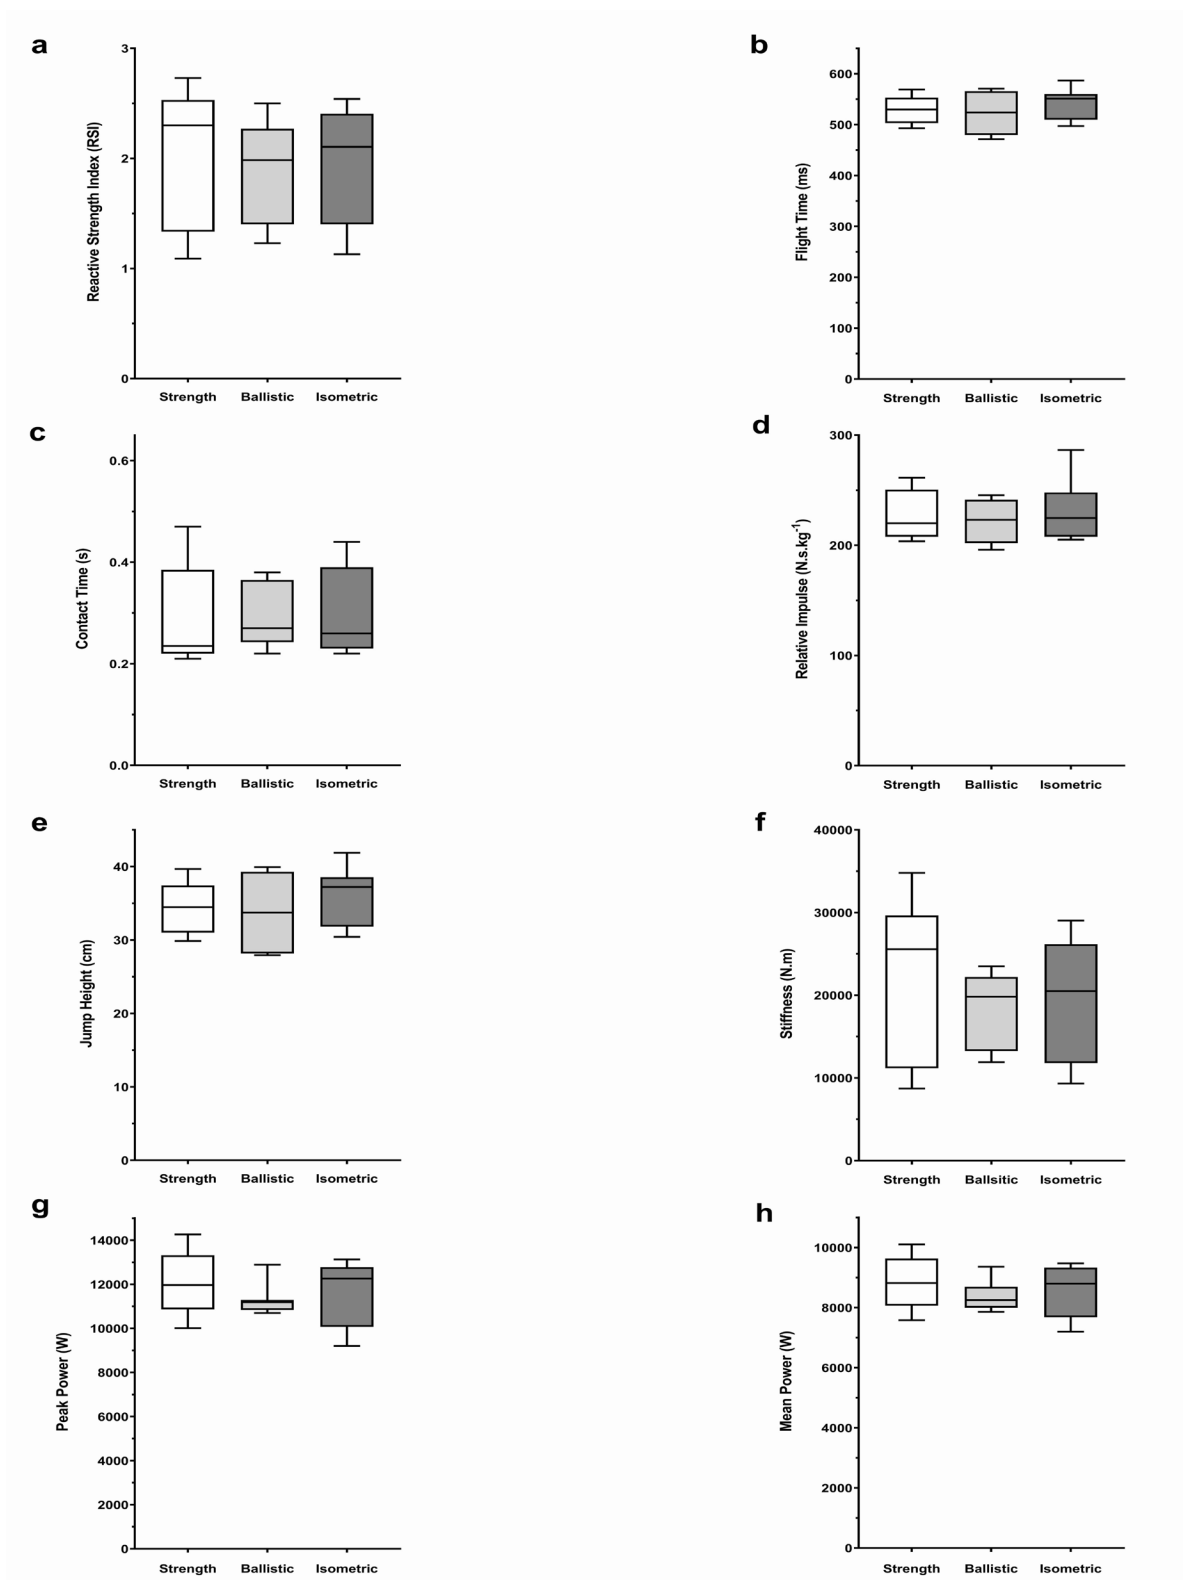 a
3
2
1
0
Reactive Strength Index (RSI)
Strength Ballistic Isometric
b
600
500
400
300
200
100
0
Flight Time (ms)
Strength Ballistic Isometric
c
0.6
0.4
0.2
0.0
Contact Time (s)
Strength Ballistic Isometric
d
300
200
100
0
Relative Impulse (N.s.kg⁻¹)
Strength Ballistic Isometric
e
40
30
20
10
0
Jump Height (cm)
Strength Ballistic Isometric
f
40000
30000
20000
10000
0
Stiffness (N.m)
Strength Ballsitic Isometric
g
14000
12000
10000
8000
6000
4000
2000
0
Peak Power (W)
Strength Ballistic Isometric
h
10000
8000
6000
4000
2000
0
Mean Power (W)
Strength Ballistic Isometric